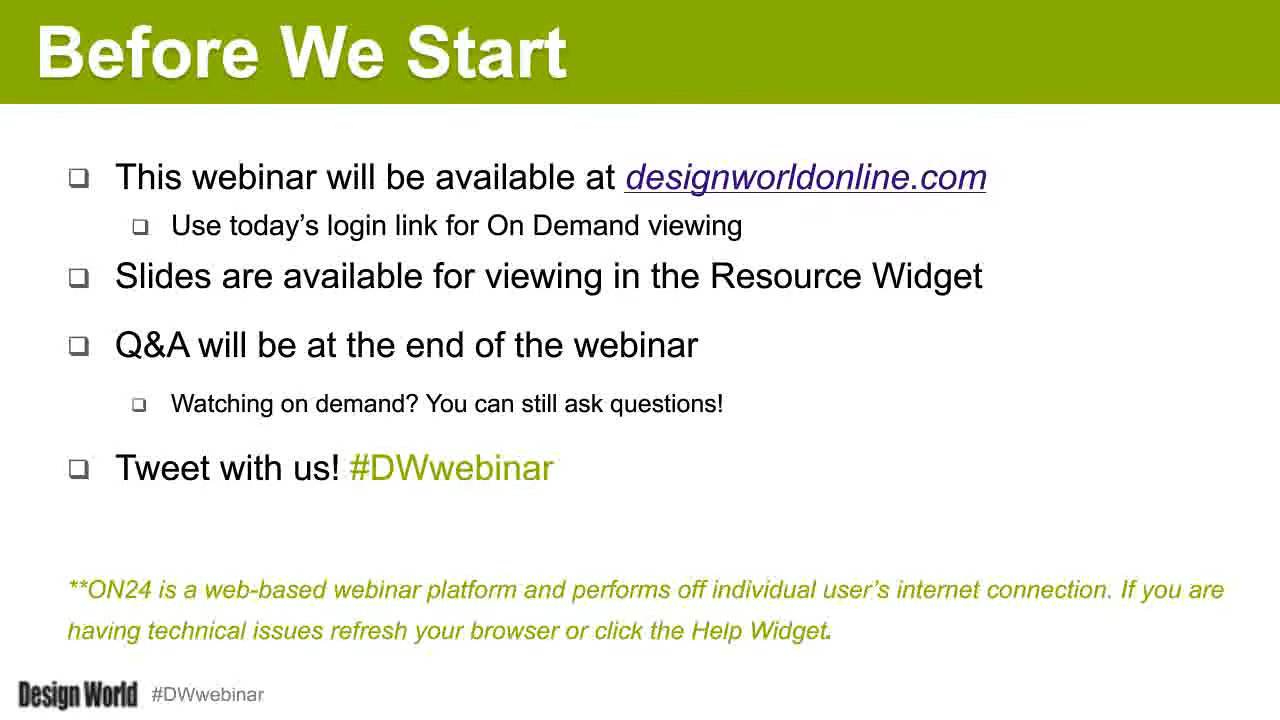 Before We Start
This webinar will be available at designworldonline.com
Use today's login link for On Demand viewing
Slides are available for viewing in the Resource Widget
Q&A will be at the end of the webinar
Watching on demand? You can still ask questions!
Tweet with us! #DWwebinar
**ON24 is a web-based webinar platform and performs off individual user's internet connection. If you are
having technical issues refresh your browser or click the Help Widget.
Design World #DWwebinar